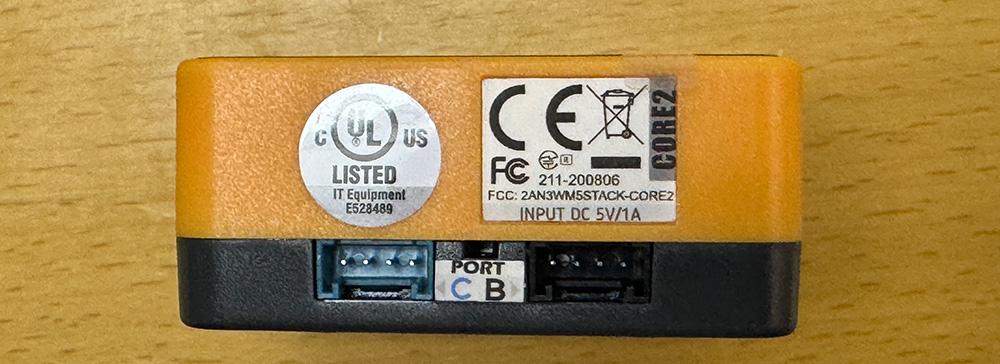 C UL US
®
LISTED
IT Equipment
E528489
CE
CORE2
FC
211-200806
FCC: 2AN3WM5STACK-CORE2
INPUT DC 5V/1A
PORT
C B